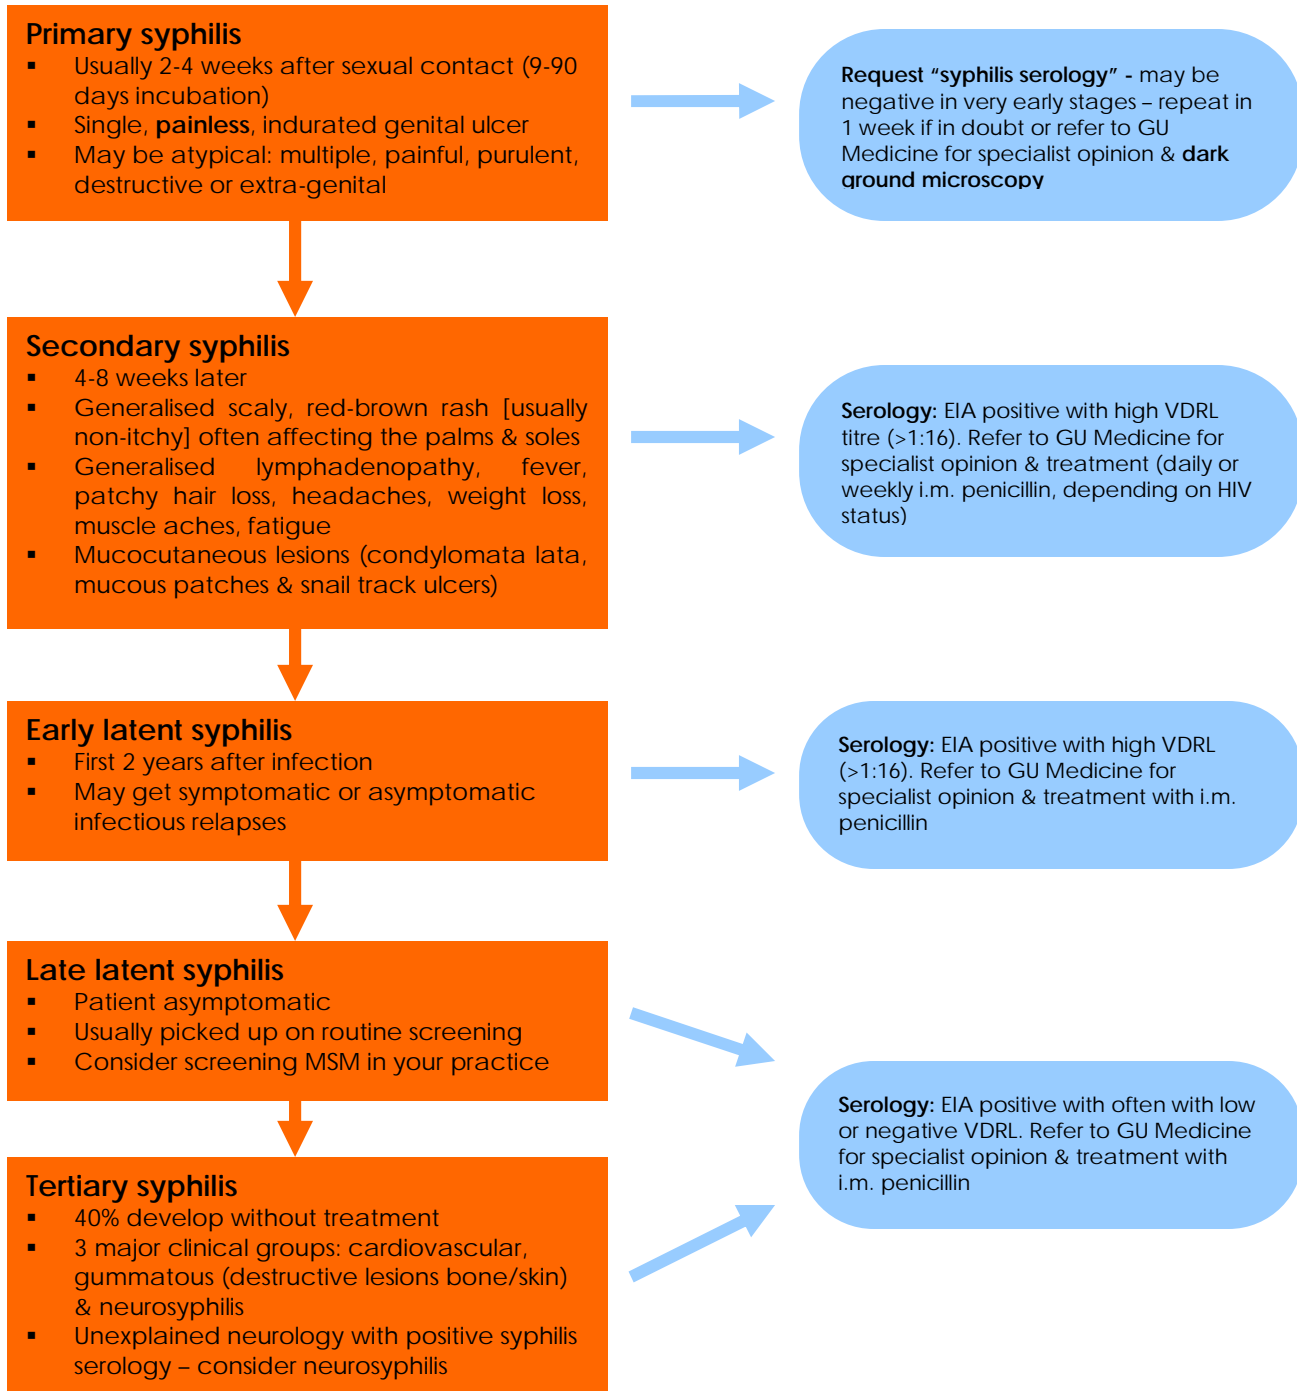 Primary syphilis
▪ Usually 2-4 weeks after sexual contact (9-90
days incubation)
▪ Single, painless, indurated genital ulcer
▪ May be atypical: multiple, painful, purulent,
destructive or extra-genital
Request “syphilis serology” - may be
negative in very early stages – repeat in
1 week if in doubt or refer to GU
Medicine for specialist opinion & dark
ground microscopy
Secondary syphilis
▪ 4-8 weeks later
▪ Generalised scaly, red-brown rash [usually
non-itchy] often affecting the palms & soles
▪ Generalised lymphadenopathy, fever,
patchy hair loss, headaches, weight loss,
muscle aches, fatigue
▪ Mucocutaneous lesions (condylomata lata,
mucous patches & snail track ulcers)
Serology: EIA positive with high VDRL
titre (>1:16). Refer to GU Medicine for
specialist opinion & treatment (daily or
weekly i.m. penicillin, depending on HIV
status)
Early latent syphilis
▪ First 2 years after infection
▪ May get symptomatic or asymptomatic
infectious relapses
Serology: EIA positive with high VDRL
(>1:16). Refer to GU Medicine for
specialist opinion & treatment with i.m.
penicillin
Late latent syphilis
▪ Patient asymptomatic
▪ Usually picked up on routine screening
▪ Consider screening MSM in your practice
Tertiary syphilis
▪ 40% develop without treatment
▪ 3 major clinical groups: cardiovascular,
gummatous (destructive lesions bone/skin)
& neurosyphilis
▪ Unexplained neurology with positive syphilis
serology – consider neurosyphilis
Serology: EIA positive with often with low
or negative VDRL. Refer to GU Medicine
for specialist opinion & treatment with
i.m. penicillin